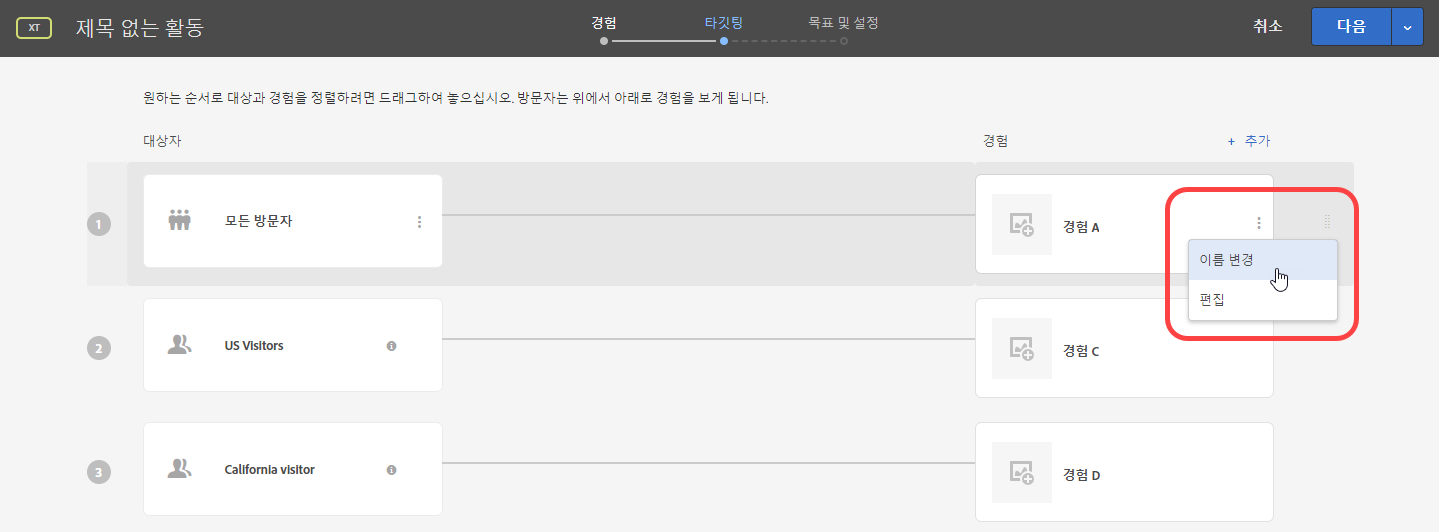 XT 제목 없는 활동 경험 타깃팅 목표 및 설정 취소 다음
원하는 순서로 대상과 경험을 정렬하려면 드래그하여 놓으십시오. 방문자는 위에서 아래로 경험을 보게 됩니다.
대상자 경험 + 추가
1 모든 방문자 경험 A
이름 변경
편집
2 US Visitors 경험 C
3 California visitor 경험 D